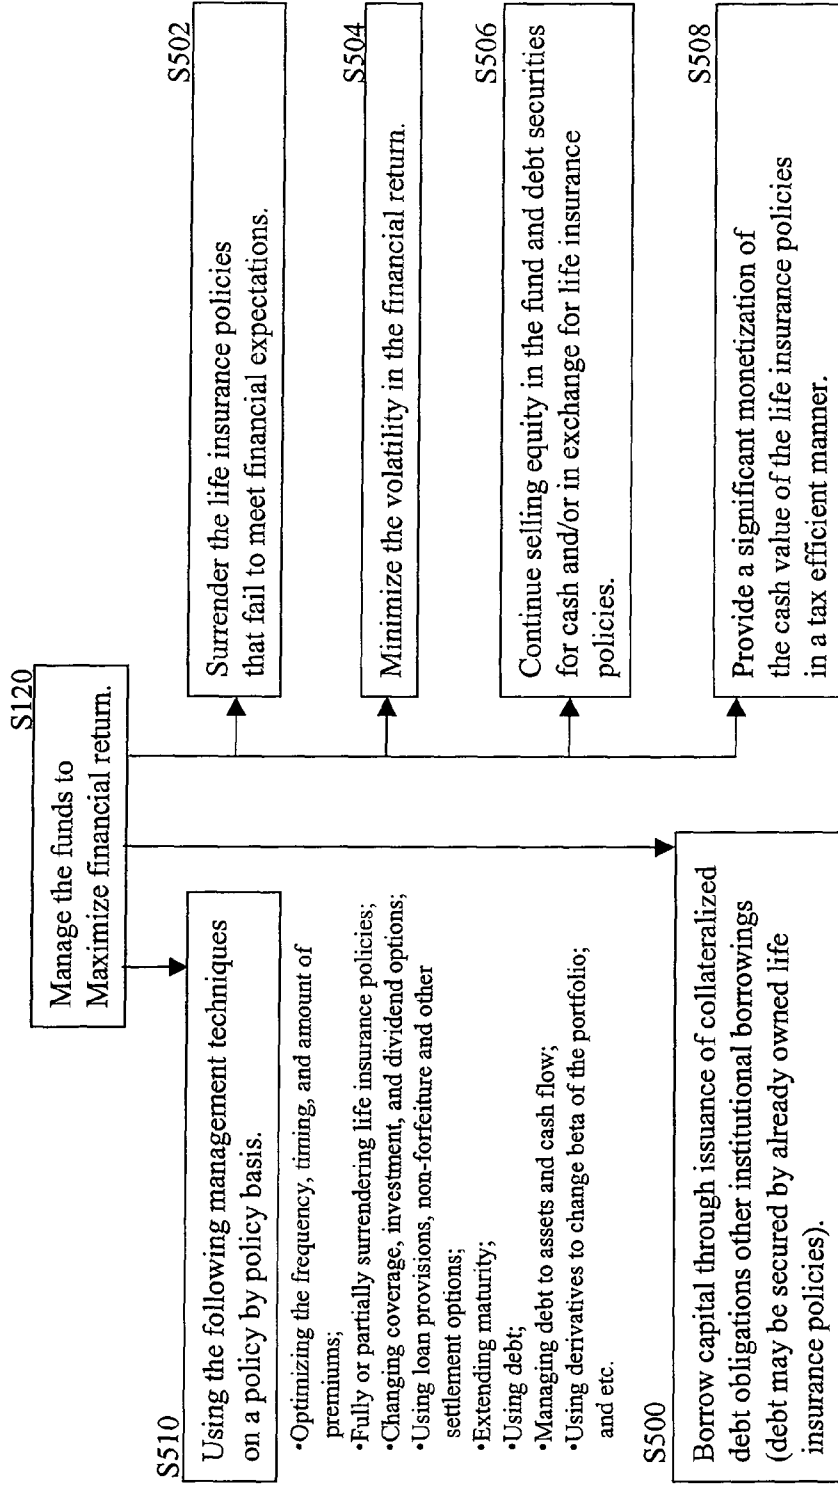 S120
Manage the funds to
Maximize financial return.
S510
Using the following management techniques
on a policy by policy basis.
•Optimizing the frequency, timing, and amount of
premiums;
•Fully or partially surrendering life insurance policies;
•Changing coverage, investment, and dividend options;
•Using loan provisions, non-forfeiture and other
settlement options;
•Extending maturity;
•Using debt;
•Managing debt to assets and cash flow;
•Using derivatives to change beta of the portfolio;
and etc.
S500
Borrow capital through issuance of collateralized
debt obligations other institutional borrowings
(debt may be secured by already owned life
insurance policies).
S502
Surrender the life insurance policies
that fail to meet financial expectations.
S504
Minimize the volatility in the financial return.
S506
Continue selling equity in the fund and debt securities
for cash and/or in exchange for life insurance
policies.
S508
Provide a significant monetization of
the cash value of the life insurance policies
in a tax efficient manner.